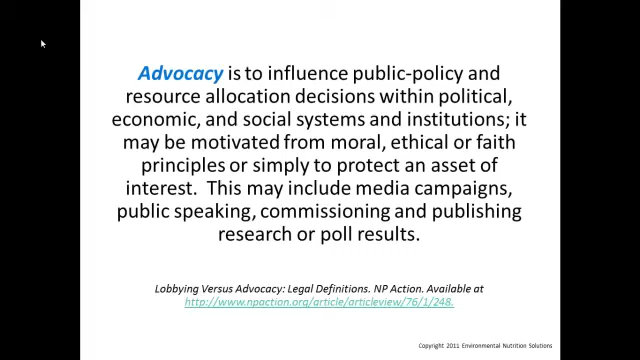 Advocacy is to influence public-policy and
resource allocation decisions within political,
economic, and social systems and institutions; it
may be motivated from moral, ethical or faith
principles or simply to protect an asset of
interest.  This may include media campaigns,
public speaking, commissioning and publishing
research or poll results.
Lobbying Versus Advocacy: Legal Definitions. NP Action. Available at
http://www.npaction.org/article/articleview/76/1/248.
Copyright 2011 Environmental Nutrition Solutions